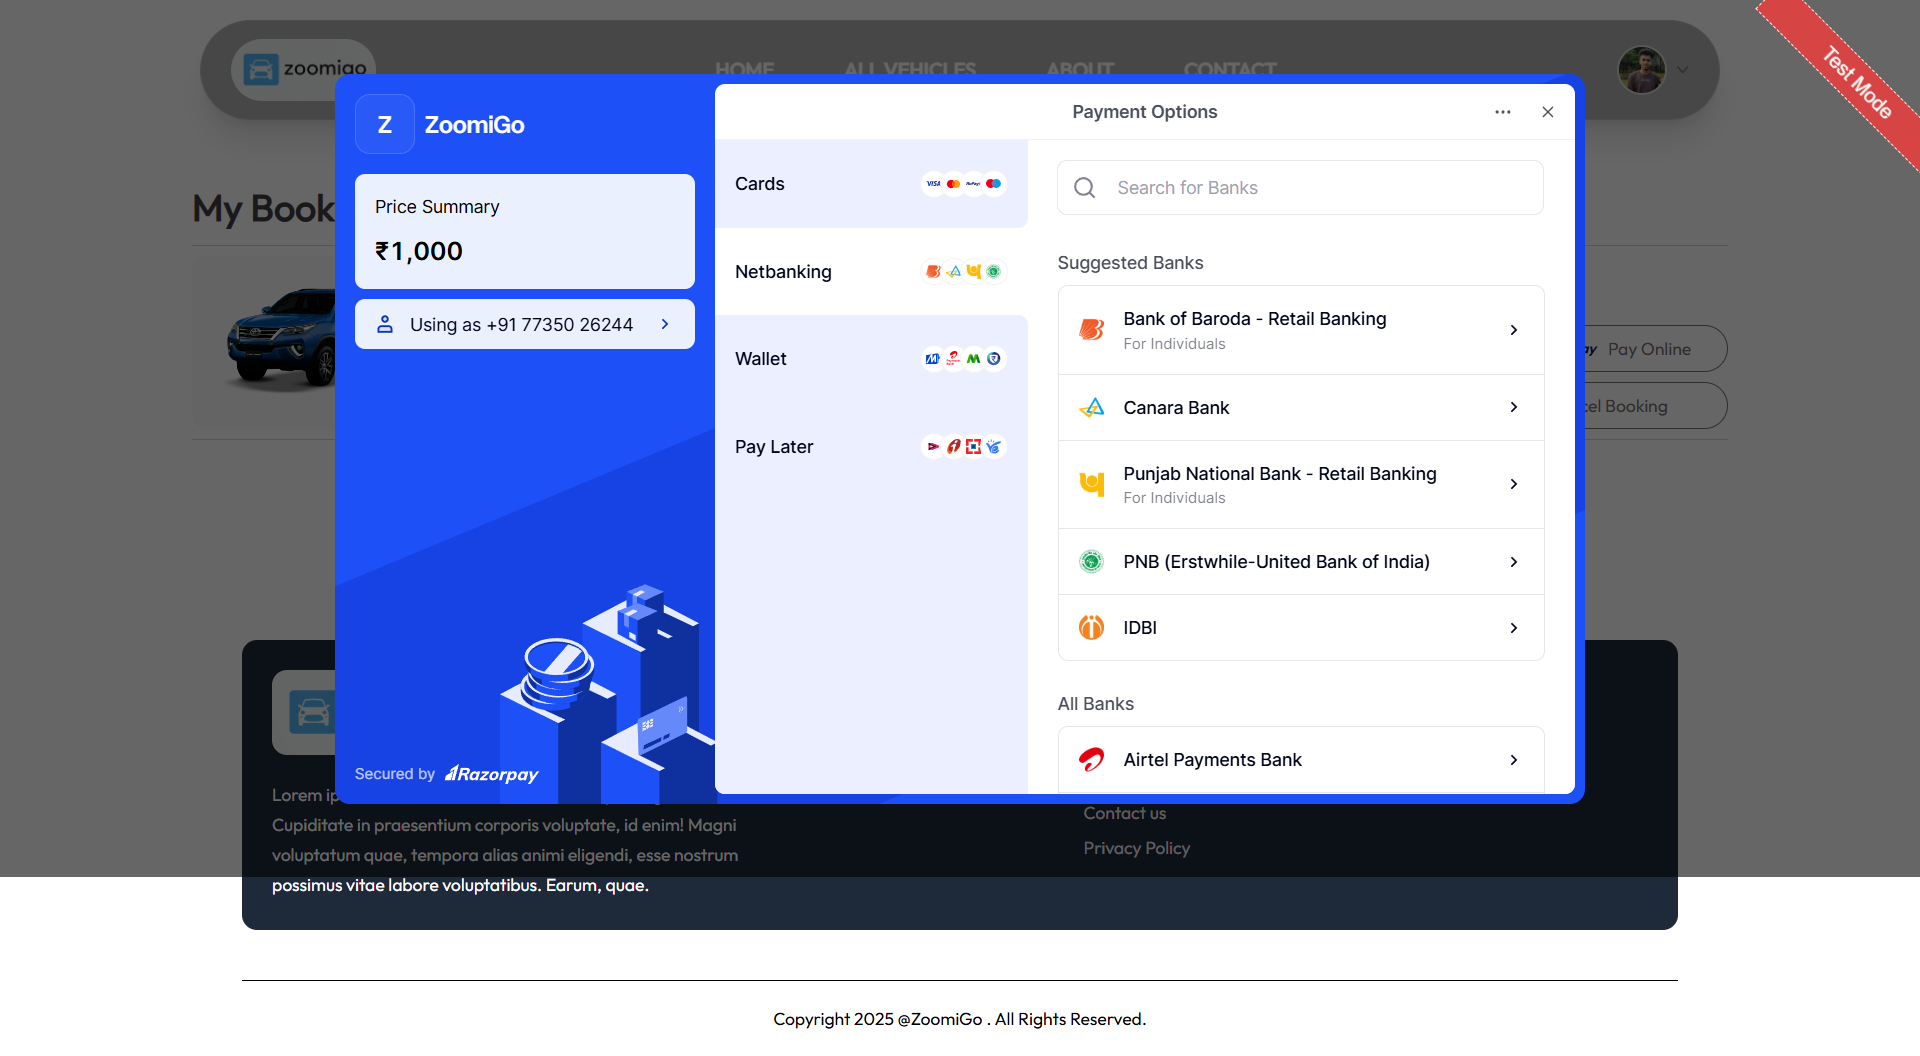 zoomigo
HOME
ALL VEHICLES
ABOUT
CONTACT
Test Mode
Z
ZoomiGo
Payment Options
Price Summary
₹1,000
Using as +91 77350 26244
Cards
VISA
RuPay
Netbanking
Wallet
Pay Later
Search for Banks
Suggested Banks
Bank of Baroda - Retail Banking
For Individuals
Canara Bank
Punjab National Bank - Retail Banking
For Individuals
PNB (Erstwhile-United Bank of India)
IDBI
All Banks
Airtel Payments Bank
My Book
Pay Online
Booking
Secured by Razorpay
Lorem
Cupiditate in praesentium corporis voluptate, id enim! Magni
voluptatum quae, tempora alias animi eligendi, esse nostrum
possimus vitae labore voluptatibus. Earum, quae.
Contact us
Privacy Policy
Copyright 2025 @ZoomiGo . All Rights Reserved.